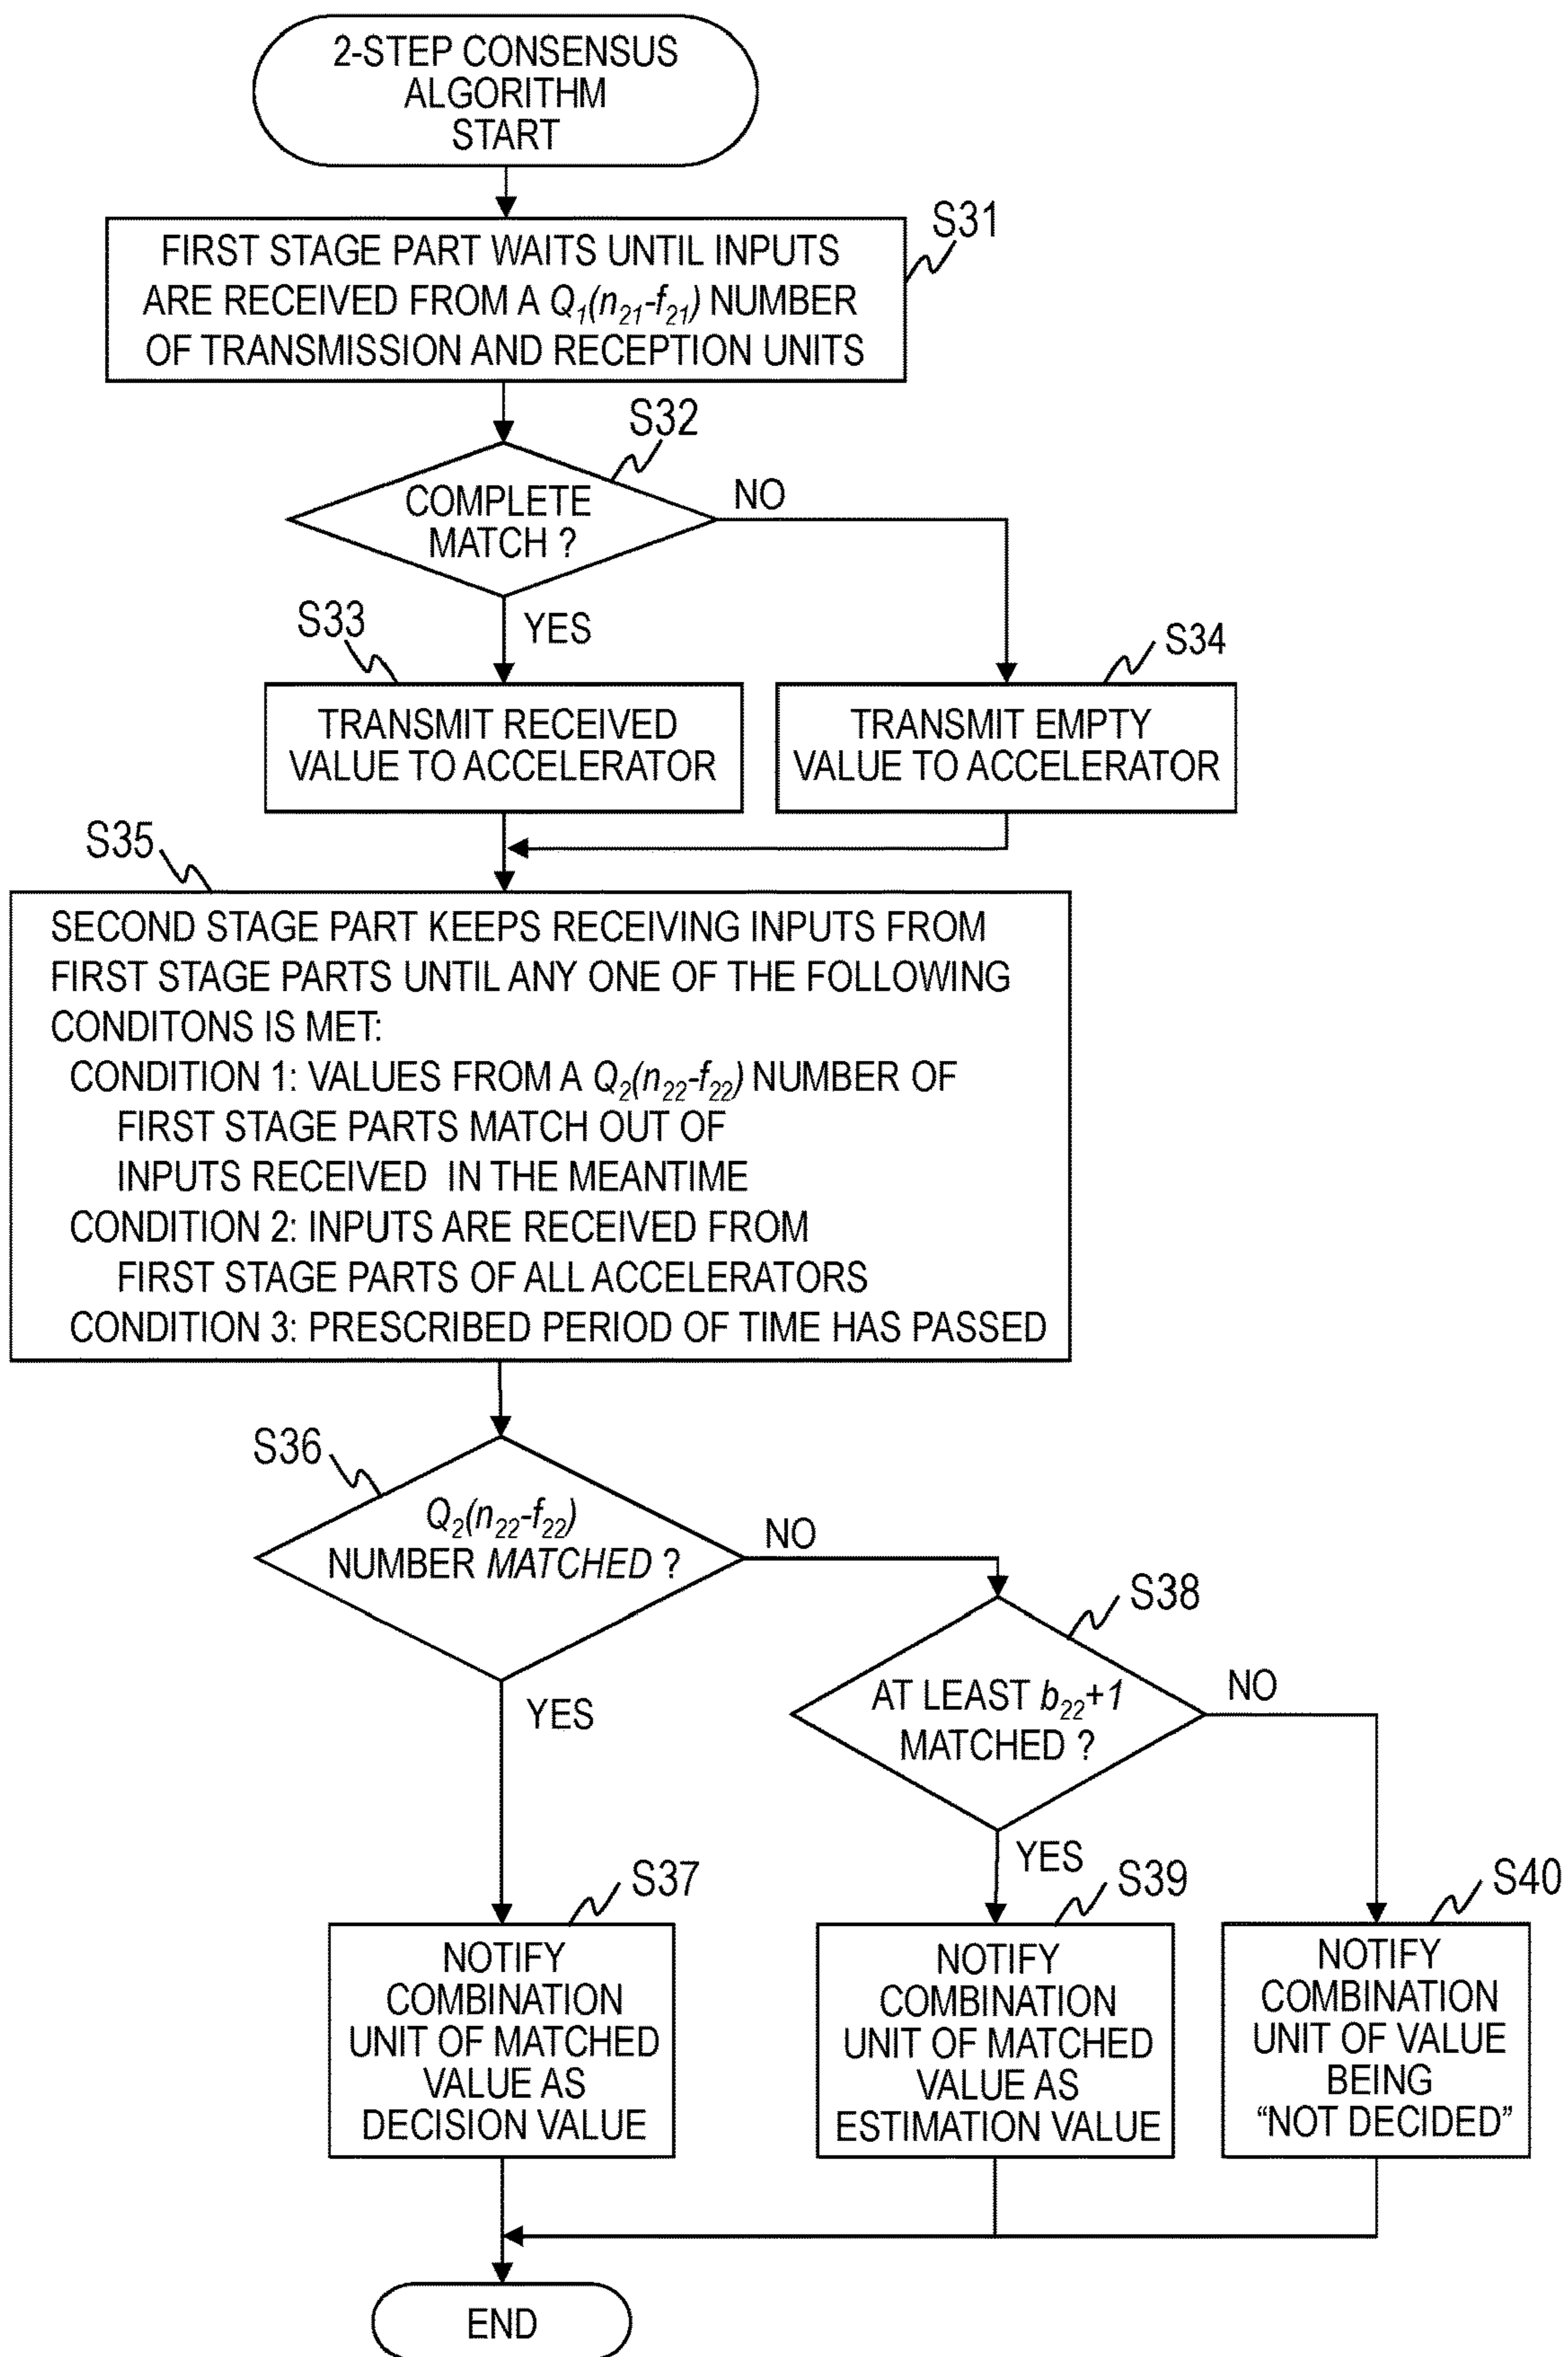 2-STEP CONSENSUS
ALGORITHM
START
S31
FIRST STAGE PART WAITS UNTIL INPUTS
ARE RECEIVED FROM A Q1(n21-f21) NUMBER
OF TRANSMISSION AND RECEPTION UNITS
S32
COMPLETE
MATCH ?
NO
YES
S33
TRANSMIT RECEIVED
VALUE TO ACCELERATOR
S34
TRANSMIT EMPTY
VALUE TO ACCELERATOR
S35
SECOND STAGE PART KEEPS RECEIVING INPUTS FROM
FIRST STAGE PARTS UNTIL ANY ONE OF THE FOLLOWING
CONDITONS IS MET:
CONDITION 1: VALUES FROM A Q2(n22-f22) NUMBER OF
FIRST STAGE PARTS MATCH OUT OF
INPUTS RECEIVED IN THE MEANTIME
CONDITION 2: INPUTS ARE RECEIVED FROM
FIRST STAGE PARTS OF ALL ACCELERATORS
CONDITION 3: PRESCRIBED PERIOD OF TIME HAS PASSED
S36
Q2(n22-f22)
NUMBER MATCHED ?
NO
YES
S38
AT LEAST b22+1
MATCHED ?
NO
YES
S37
NOTIFY
COMBINATION
UNIT OF MATCHED
VALUE AS
DECISION VALUE
S39
NOTIFY
COMBINATION
UNIT OF MATCHED
VALUE AS
ESTIMATION VALUE
S40
NOTIFY
COMBINATION
UNIT OF VALUE
BEING
“NOT DECIDED”
END